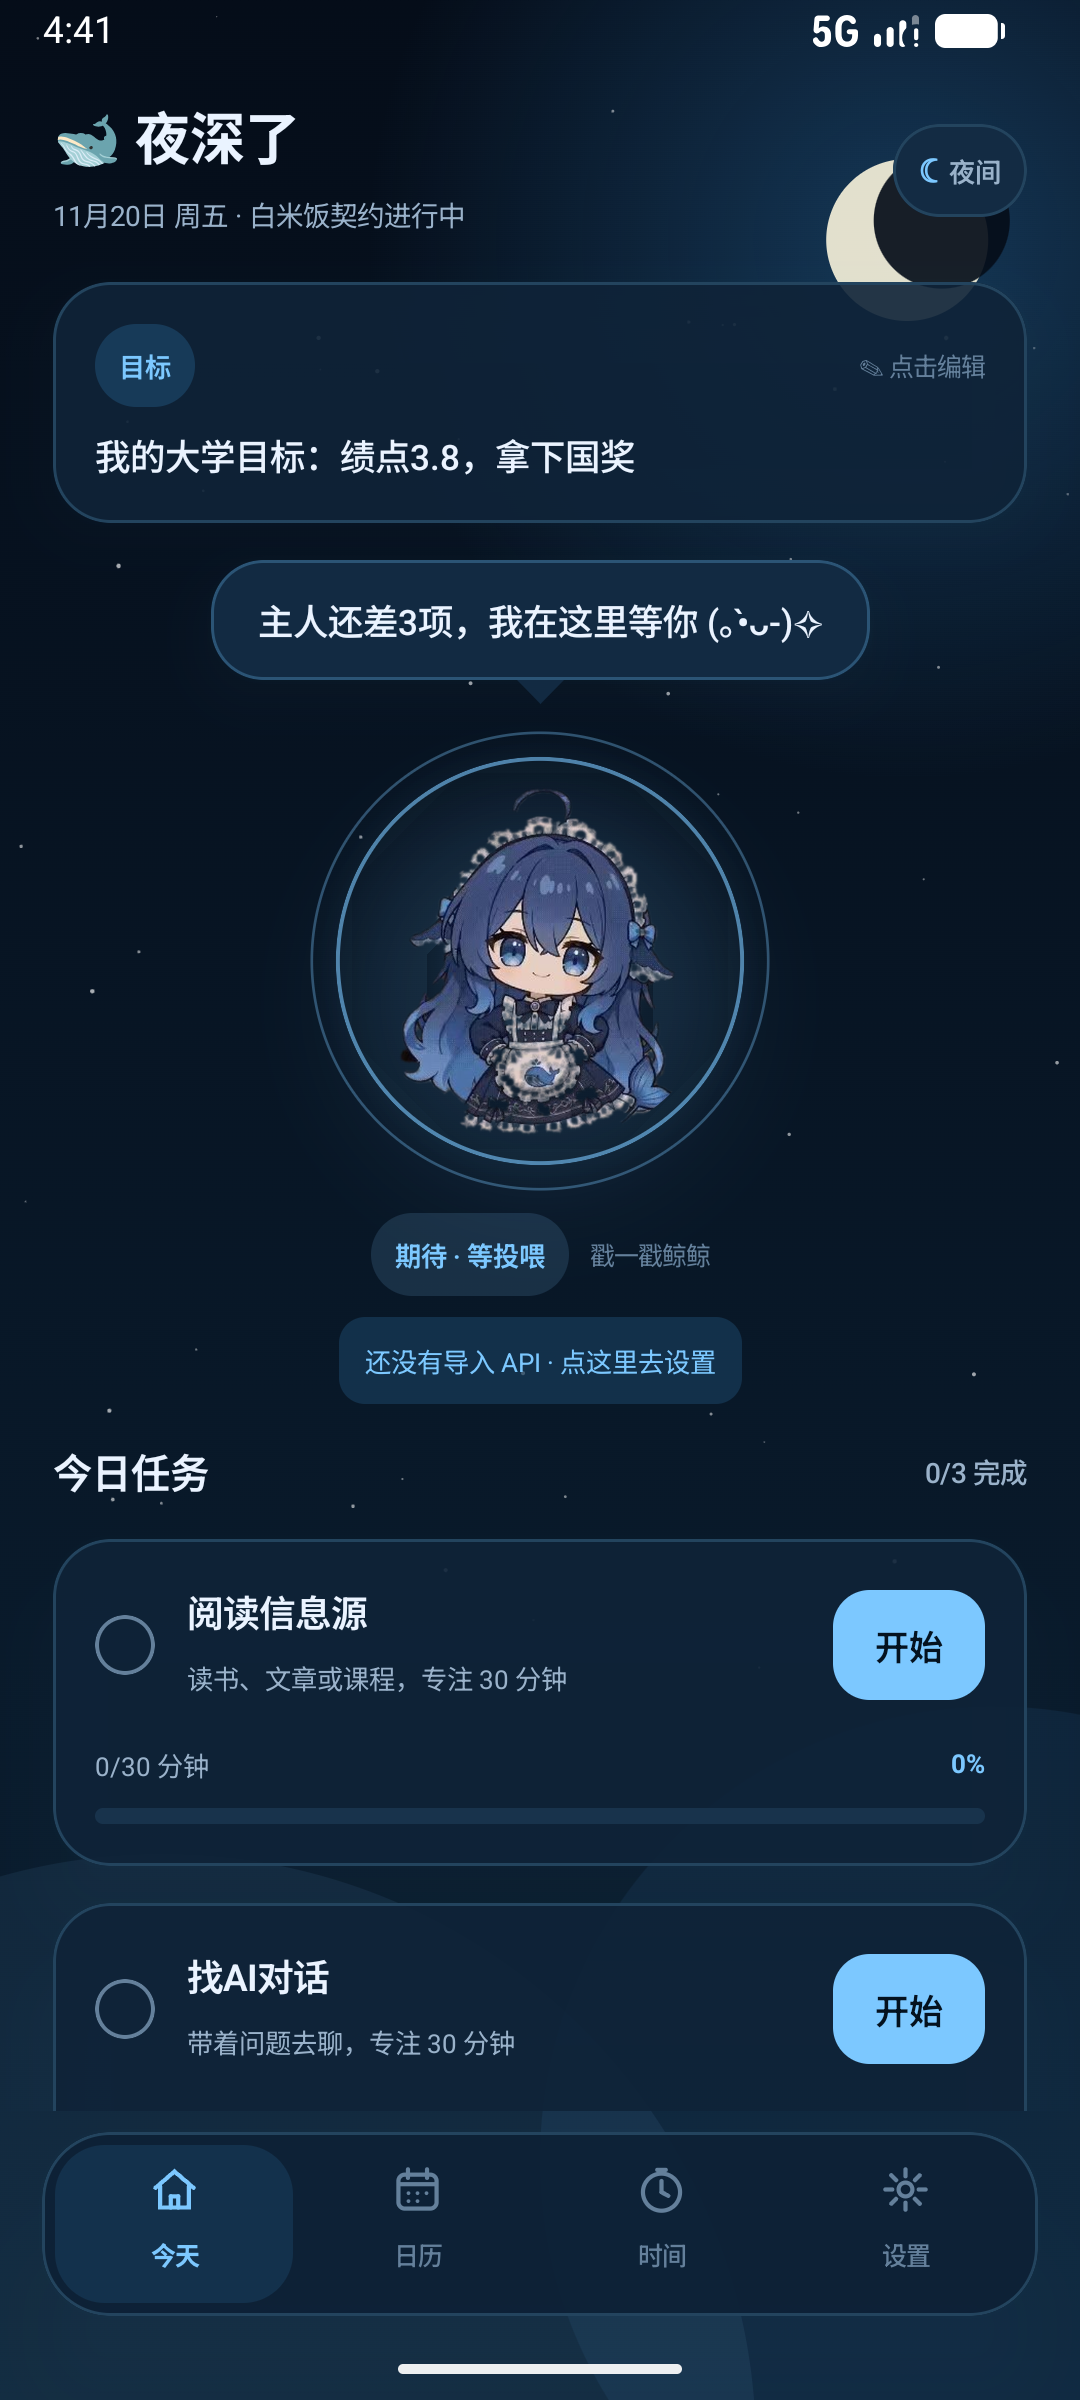 4:41
5G
🐋 夜深了
☾ 夜间
11月20日 周五 · 白米饭契约进行中
目标
✎ 点击编辑
我的大学目标：绩点3.8，拿下国奖
主人还差3项，我在这里等你 (｡•̀ᴗ-)✧
期待 · 等投喂
戳一戳鲸鲸
还没有导入 API · 点这里去设置
今日任务
0/3 完成
阅读信息源
读书、文章或课程，专注 30 分钟
开始
0/30 分钟
0%
找AI对话
带着问题去聊，专注 30 分钟
开始
今天
日历
时间
设置